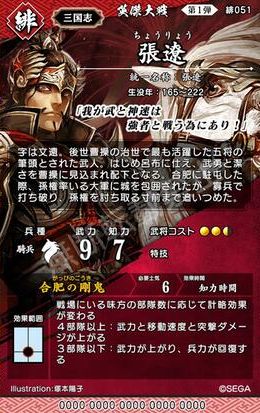 緋
三国志
英傑大戦
第1弾
緋051
ちょうりょう
張遼
統一名称 張遼
生没年:165~222
「我が武と神速は
強者と戦う為にあり!」
字は文遠。後世曹操の治世で最も活躍した五将の
筆頭とされた武人。はじめ呂布に仕え、武勇と潔
さを曹操に見込まれ配下となる。合肥に駐屯した
際、孫権率いる大軍に城を包囲されたが、寡兵で
打ち破り、孫権を討ち取る寸前まで追いつめた。
兵種 武力 知力 武将コスト
騎兵 9 7 特技
がっぴのごうき
合肥の剛鬼
必要士気 6
効果時間 知力時間
効果範囲
戦場にいる味方の部隊数に応じて計略効果
が変わる
4部隊以上:武力と移動速度と突撃ダメージ
が上がる
3部隊以下:武力が上がり、兵力が回復す
る
Illustration:塚本陽子
©SEGA
0000-0000-0000-0000-0000